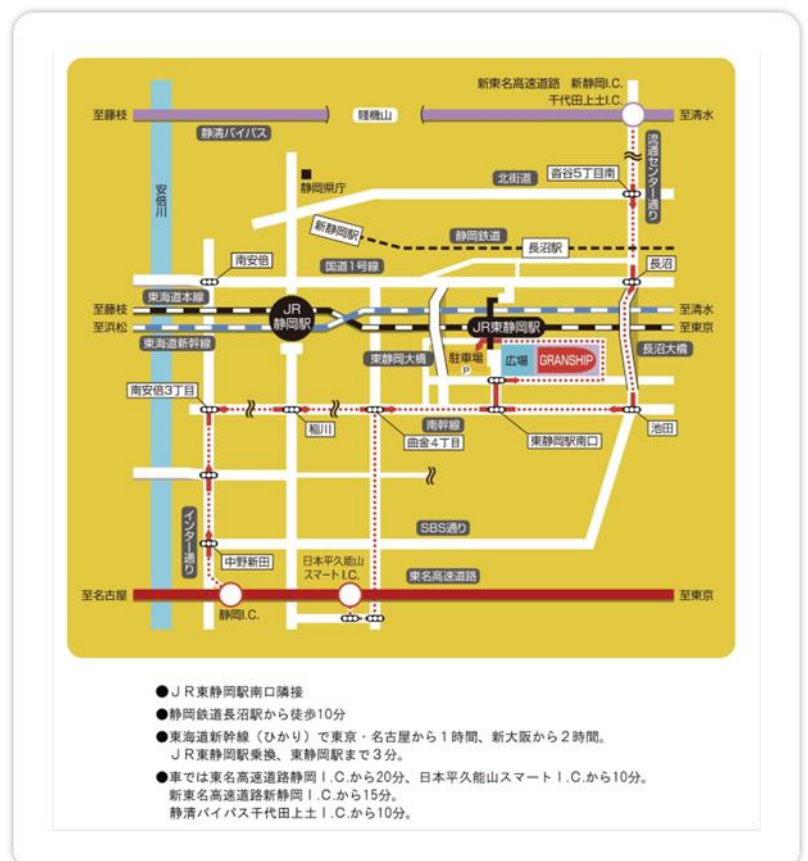 新東名高速道路 新静岡I.C.
千代田上土I.C.
至藤枝
賤機山
至清水
静清バイパス
流通センター通り
沓谷5丁目南
北街道
静岡県庁
安倍川
新静岡駅
静岡鉄道
長沼駅
南安倍
国道1号線
長沼
東海道本線
至藤枝
JR
静岡駅
JR東静岡駅
至清水
至浜松
至東京
東海道新幹線
東静岡大橋
駐車場
P
広場
GRANSHIP
長沼大橋
南安倍3丁目
稲川
南幹線
曲金4丁目
東静岡駅南口
池田
インター通り
SBS通り
中野新田
日本平久能山
スマートI.C.
東名高速道路
至名古屋
至東京
静岡I.C.
●JR東静岡駅南口隣接
●静岡鉄道長沼駅から徒歩10分
●東海道新幹線（ひかり）で東京・名古屋から1時間、新大阪から2時間。
JR東静岡駅乗換、東静岡駅まで3分。
●車では東名高速道路静岡I.C.から20分、日本平久能山スマートI.C.から10分。
新東名高速道路新静岡I.C.から15分。
静清バイパス千代田上土I.C.から10分。